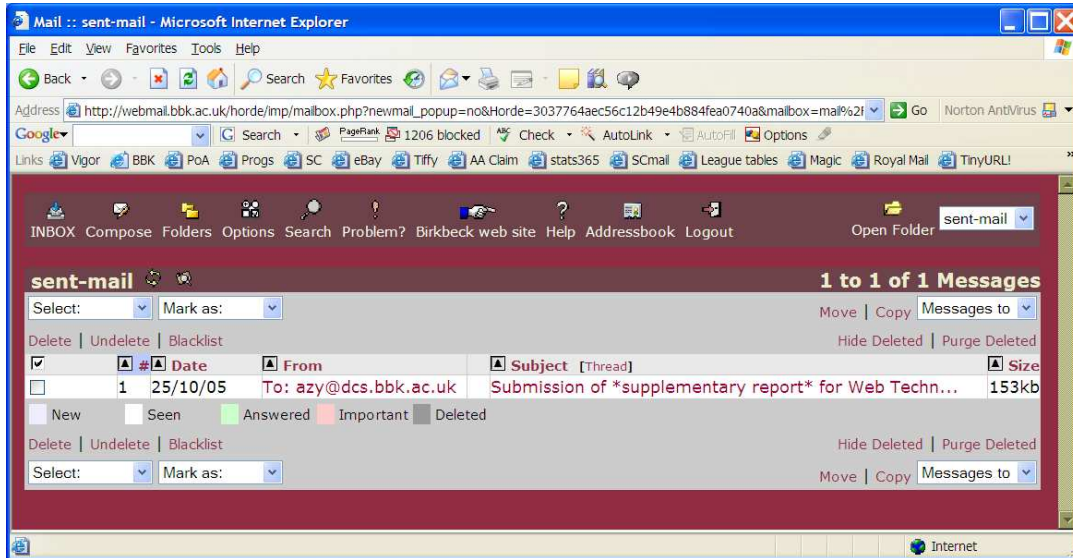 Mail :: sent-mail - Microsoft Internet Explorer
File Edit View Favorites Tools Help
Back Search Favorites
Address http://webmail.bbk.ac.uk/horde/imp/mailbox.php?newmail_popup=no&Horde=3037764aec56c12b49e4b884fea0740a&mailbox=mail%2F Go Norton AntiVirus
Google Search PageRank 1206 blocked Check AutoLink AutoFill Options
Links Vigor BBK PoA Progs SC eBay Tiffy AA Claim stats365 SCmail League tables Magic Royal Mail TinyURL! »
INBOX Compose Folders Options Search Problem? Birkbeck web site Help Addressbook Logout Open Folder sent-mail
sent-mail 1 to 1 of 1 Messages
Select: Mark as: Move | Copy Messages to
Delete | Undelete | Blacklist Hide Deleted | Purge Deleted
# Date From Subject [Thread] Size
1 25/10/05 To: azy@dcs.bbk.ac.uk Submission of *supplementary report* for Web Techn... 153kb
New Seen Answered Important Deleted
Delete | Undelete | Blacklist Hide Deleted | Purge Deleted
Select: Mark as: Move | Copy Messages to
Internet